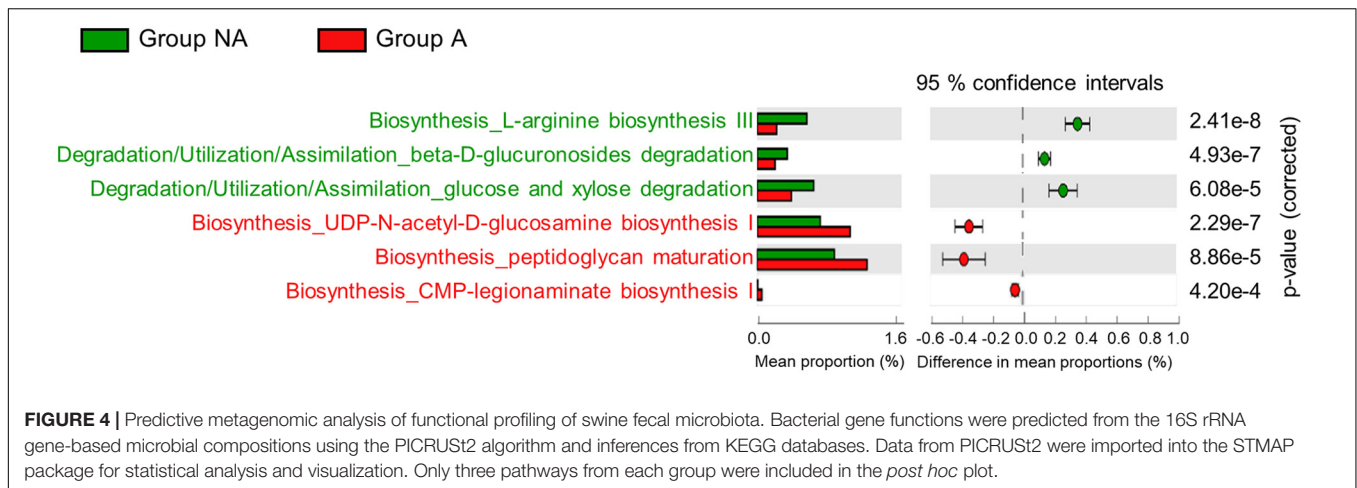 Group NA
Group A
95 % confidence intervals
Biosynthesis_L-arginine biosynthesis III
2.41e-8
Degradation/Utilization/Assimilation_beta-D-glucuronosides degradation
4.93e-7
Degradation/Utilization/Assimilation_glucose and xylose degradation
6.08e-5
Biosynthesis_UDP-N-acetyl-D-glucosamine biosynthesis I
2.29e-7
Biosynthesis_peptidoglycan maturation
8.86e-5
Biosynthesis_CMP-legionaminate biosynthesis I
4.20e-4
p-value (corrected)
0.0 1.6
-0.6 -0.4 -0.2 0.0 0.2 0.4 0.6 0.8 1.0
Mean proportion (%)
Difference in mean proportions (%)
FIGURE 4 | Predictive metagenomic analysis of functional profiling of swine fecal microbiota. Bacterial gene functions were predicted from the 16S rRNA
gene-based microbial compositions using the PICRUSt2 algorithm and inferences from KEGG databases. Data from PICRUSt2 were imported into the STMAP
package for statistical analysis and visualization. Only three pathways from each group were included in the post hoc plot.